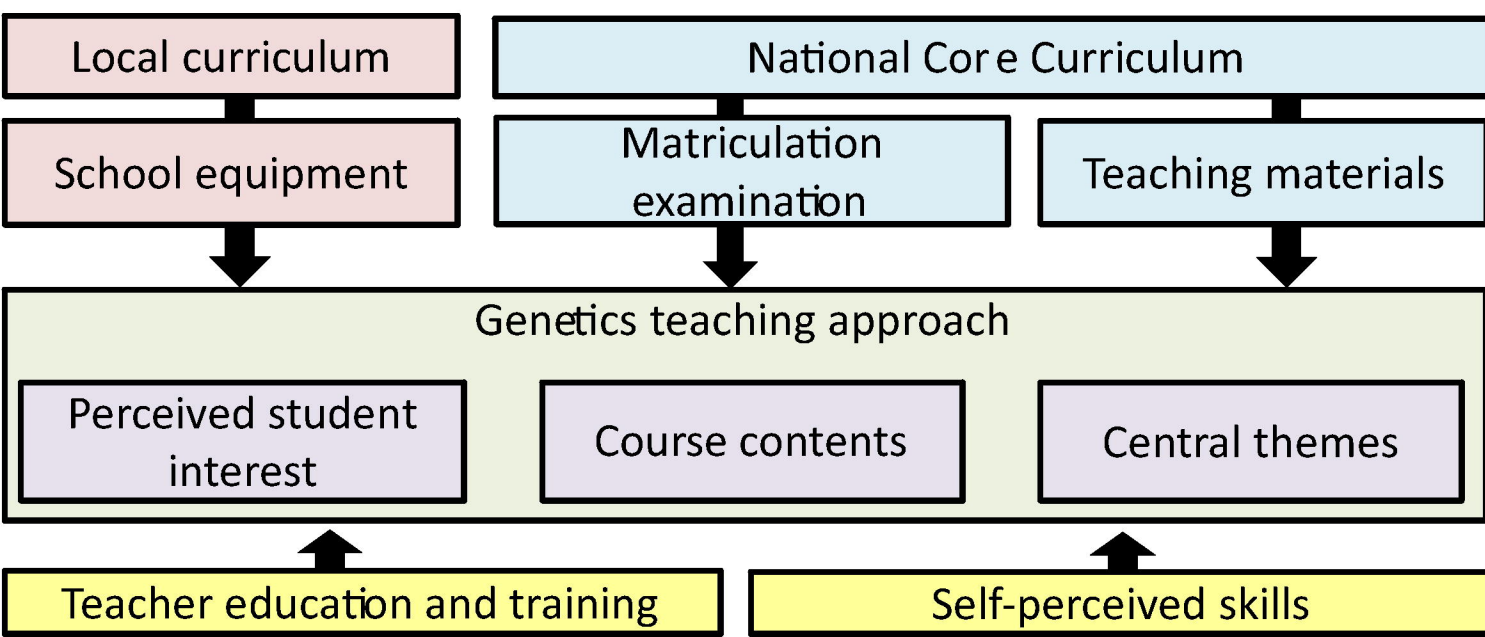 Local curriculum
National Core Curriculum
School equipment
Matriculation
examination
Teaching materials
Genetics teaching approach
Perceived student
interest
Course contents
Central themes
Teacher education and training
Self-perceived skills